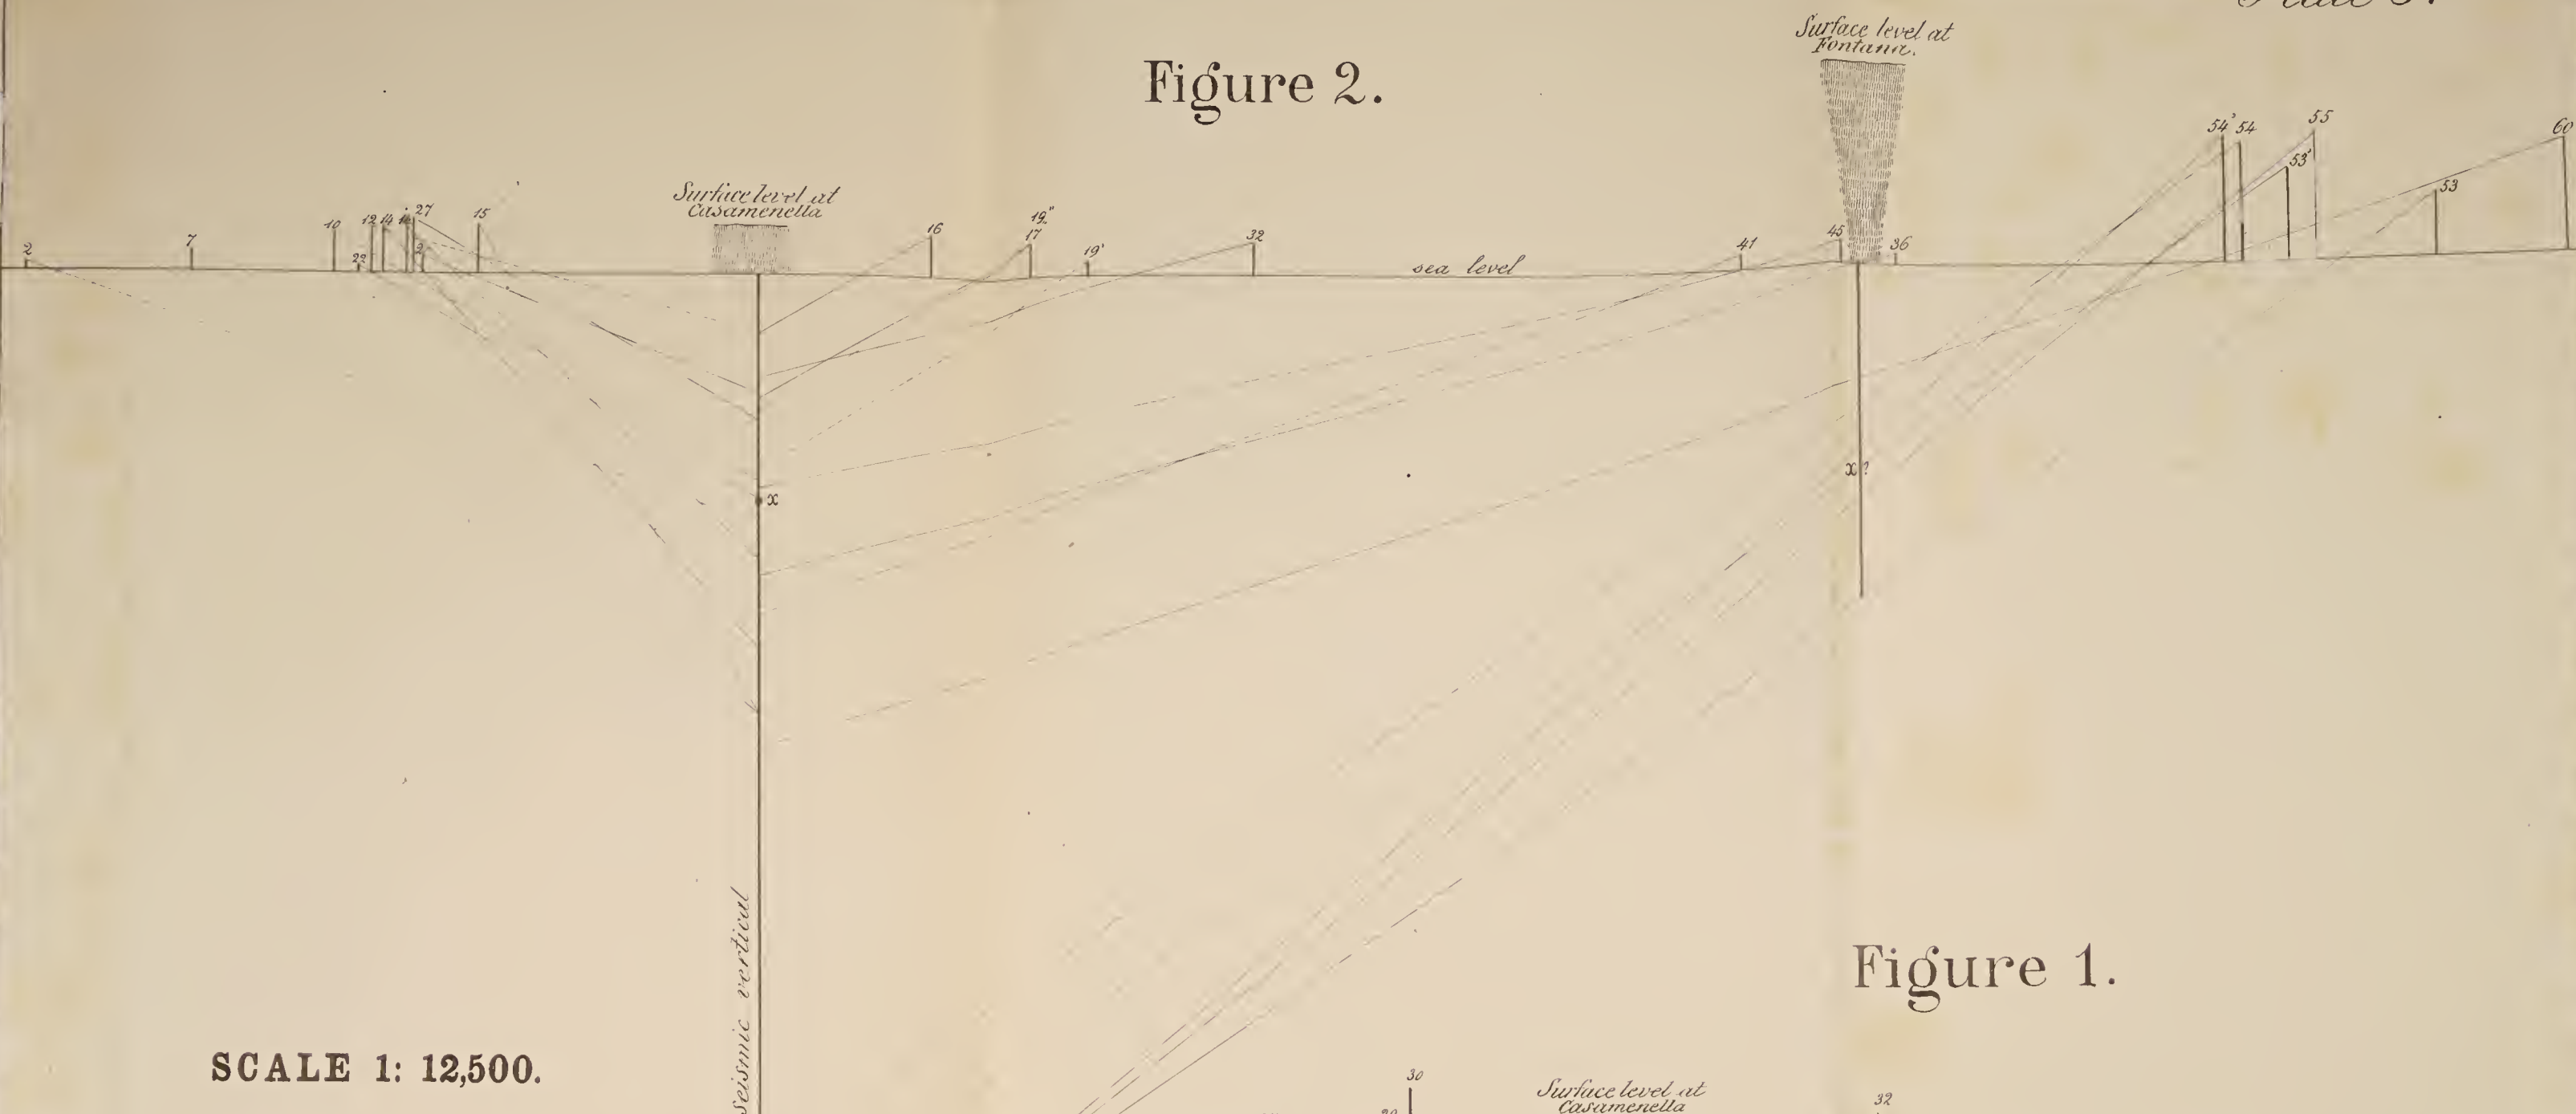 Surface level at
Fontana.
Figure 2.
54' 54
55
60
53'
53
Surface level at
Casamenella
2
7
10
12
14
27
15
16
19"
17
19'
32
sea level
41
45
36
x
x?
seismic vertical
Figure 1.
SCALE 1: 12,500.
30
Surface level at
Casamenella
32